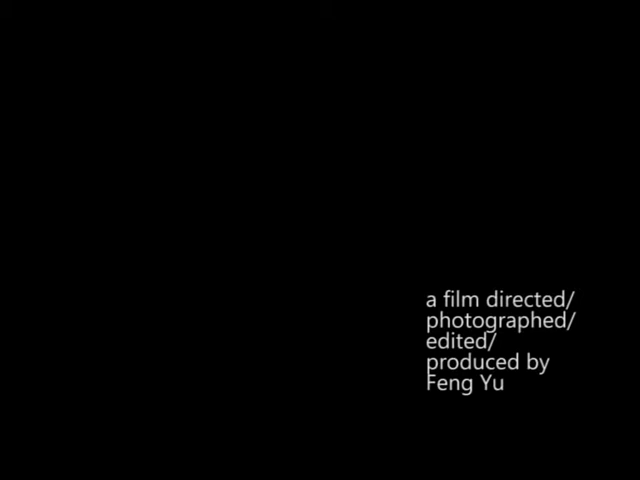 a film directed/
photographed/
edited/
produced by
Feng Yu